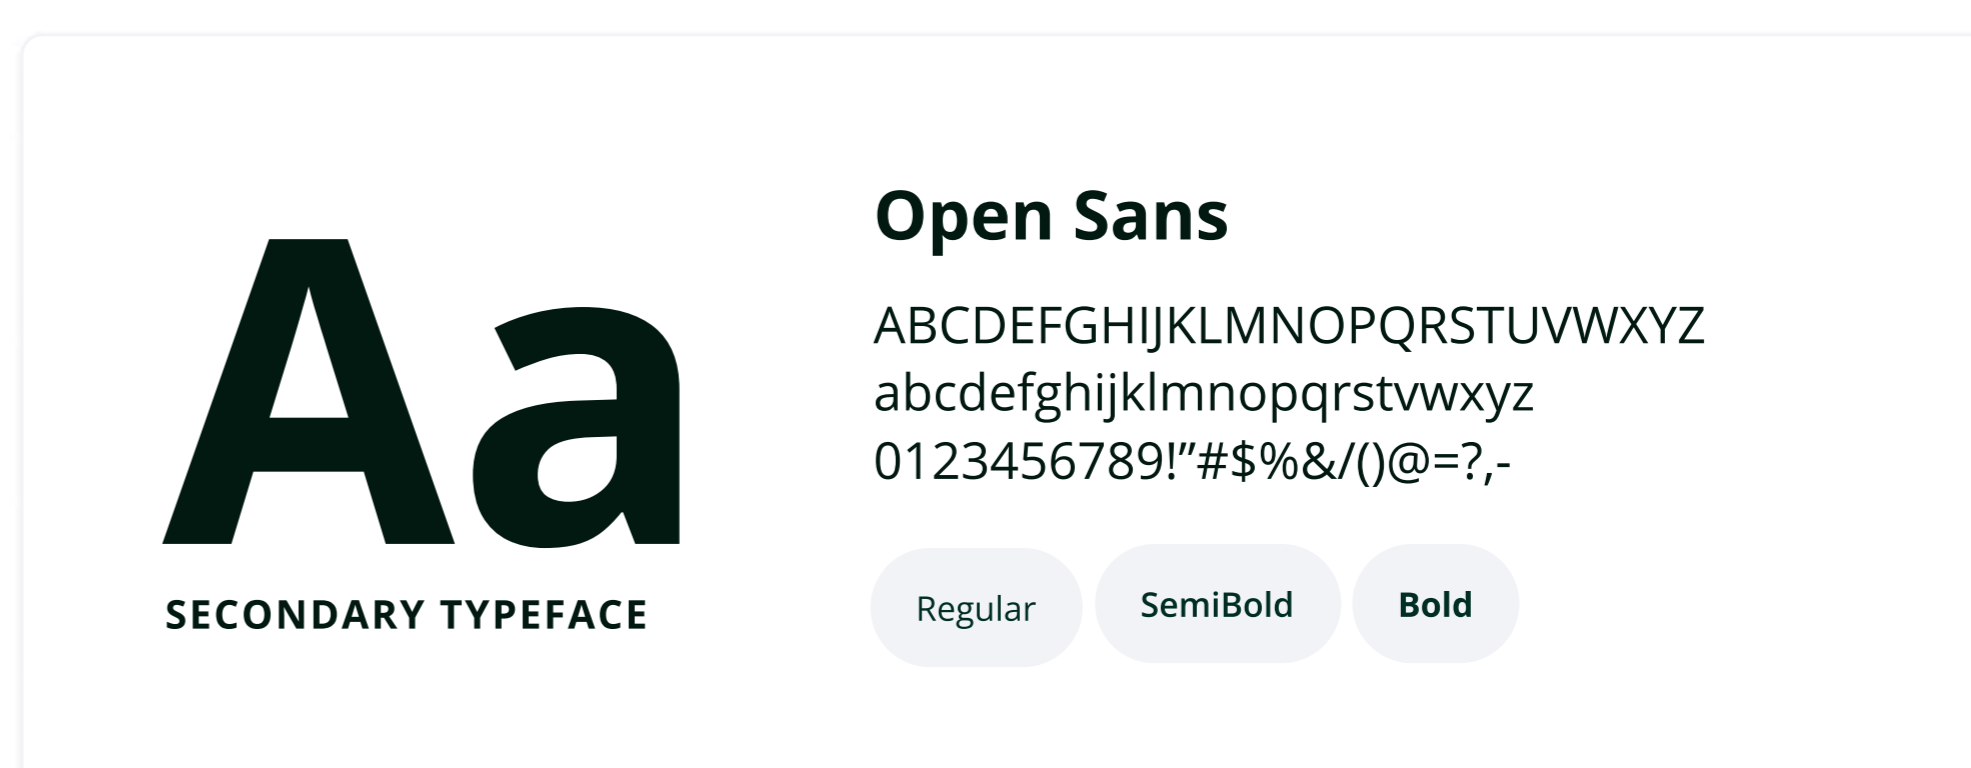 Aa
SECONDARY TYPEFACE
Open Sans
ABCDEFGHIJKLMNOPQRSTUVWXYZ
abcdefghijklmnopqrstvwxyz
0123456789!”#$%&/()@=?,-
Regular
SemiBold
Bold